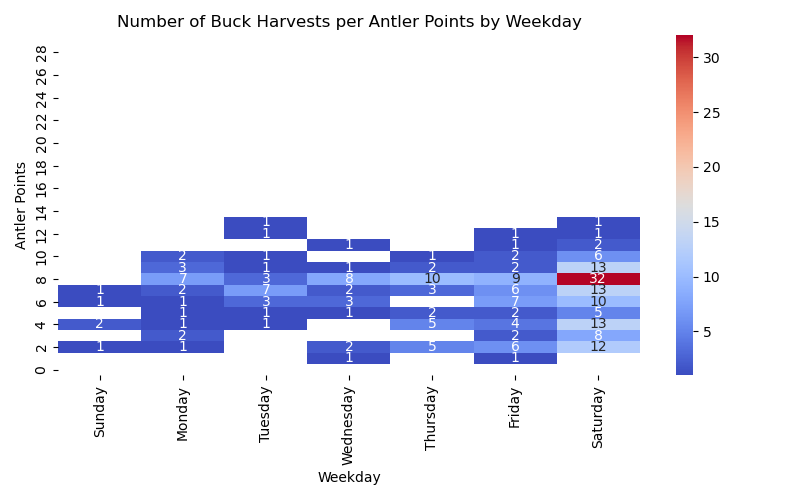 Number of Buck Harvests per Antler Points by Weekday
Antler Points
28
26
24
22
20
18
16
14
1 1
12 1 1 1
1 1 2
10 2 1 1 2 6
3 1 1 2 2 13
8 7 3 8 10 9 32
1 2 7 2 3 6 13
6 1 1 3 3 7 10
1 1 1 2 2 5
4 2 1 1 5 4 13
2 2 8
2 1 1 2 5 6 12
1 1
0
Sunday Monday Tuesday Wednesday Thursday Friday Saturday
Weekday
30
25
20
15
10
5